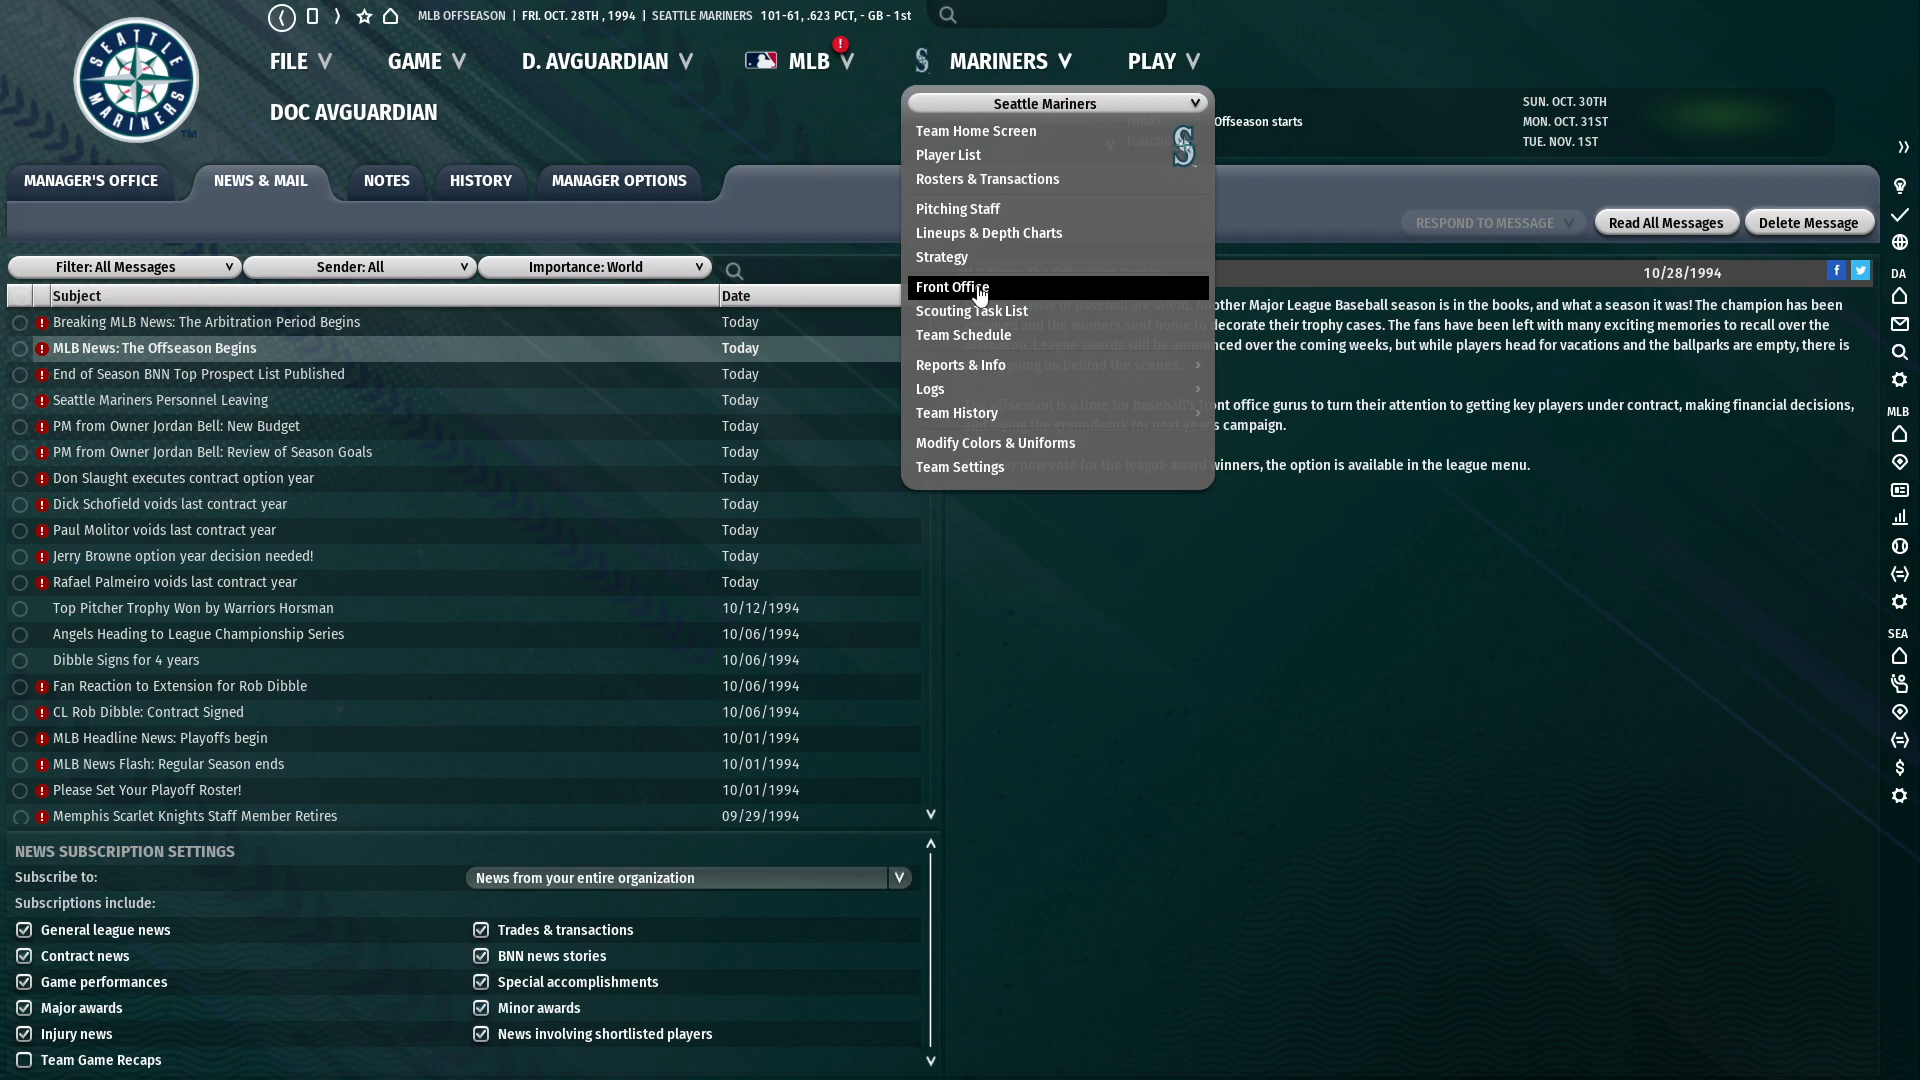 MLB OFFSEASON | FRI. OCT. 28TH , 1994 | SEATTLE MARINERS 101-61, .623 PCT, - GB - 1st
SEATTLE MARINERS
TM
FILE
GAME
D. AVGUARDIAN
MLB
!
S
MARINERS
PLAY
DOC AVGUARDIAN
Seattle Mariners
Team Home Screen
Player List
Rosters & Transactions
Pitching Staff
Lineups & Depth Charts
Strategy
Front Office
Scouting Task List
Team Schedule
Reports & Info
Logs
Team History
Modify Colors & Uniforms
Team Settings
TODAY
Offseason starts
SUN. OCT. 30TH
MON. OCT. 31ST
TUE. NOV. 1ST
MANAGER'S OFFICE
NEWS & MAIL
NOTES
HISTORY
MANAGER OPTIONS
RESPOND TO MESSAGE
Read All Messages
Delete Message
Filter: All Messages
Sender: All
Importance: World
Subject
Date
! Breaking MLB News: The Arbitration Period Begins Today
! MLB News: The Offseason Begins Today
! End of Season BNN Top Prospect List Published Today
! Seattle Mariners Personnel Leaving Today
! PM from Owner Jordan Bell: New Budget Today
! PM from Owner Jordan Bell: Review of Season Goals Today
! Don Slaught executes contract option year Today
! Dick Schofield voids last contract year Today
! Paul Molitor voids last contract year Today
! Jerry Browne option year decision needed! Today
! Rafael Palmeiro voids last contract year Today
Top Pitcher Trophy Won by Warriors Horsman 10/12/1994
Angels Heading to League Championship Series 10/06/1994
Dibble Signs for 4 years 10/06/1994
! Fan Reaction to Extension for Rob Dibble 10/06/1994
! CL Rob Dibble: Contract Signed 10/06/1994
! MLB Headline News: Playoffs begin 10/01/1994
! MLB News Flash: Regular Season ends 10/01/1994
! Please Set Your Playoff Roster! 10/01/1994
! Memphis Scarlet Knights Staff Member Retires 09/29/1994
10/28/1994
other Major League Baseball season is in the books, and what a season it was! The champion has been
decorate their trophy cases. The fans have been left with many exciting memories to recall over the
nced over the coming weeks, but while players head for vacations and the ballparks are empty, there is
going on behind the scenes.
nt office gurus to turn their attention to getting key players under contract, making financial decisions,
s campaign.
now vote for the league award winners, the option is available in the league menu.
NEWS SUBSCRIPTION SETTINGS
Subscribe to: News from your entire organization
Subscriptions include:
General league news
Trades & transactions
Contract news
BNN news stories
Game performances
Special accomplishments
Major awards
Minor awards
Injury news
News involving shortlisted players
Team Game Recaps
DA
MLB
SEA
$